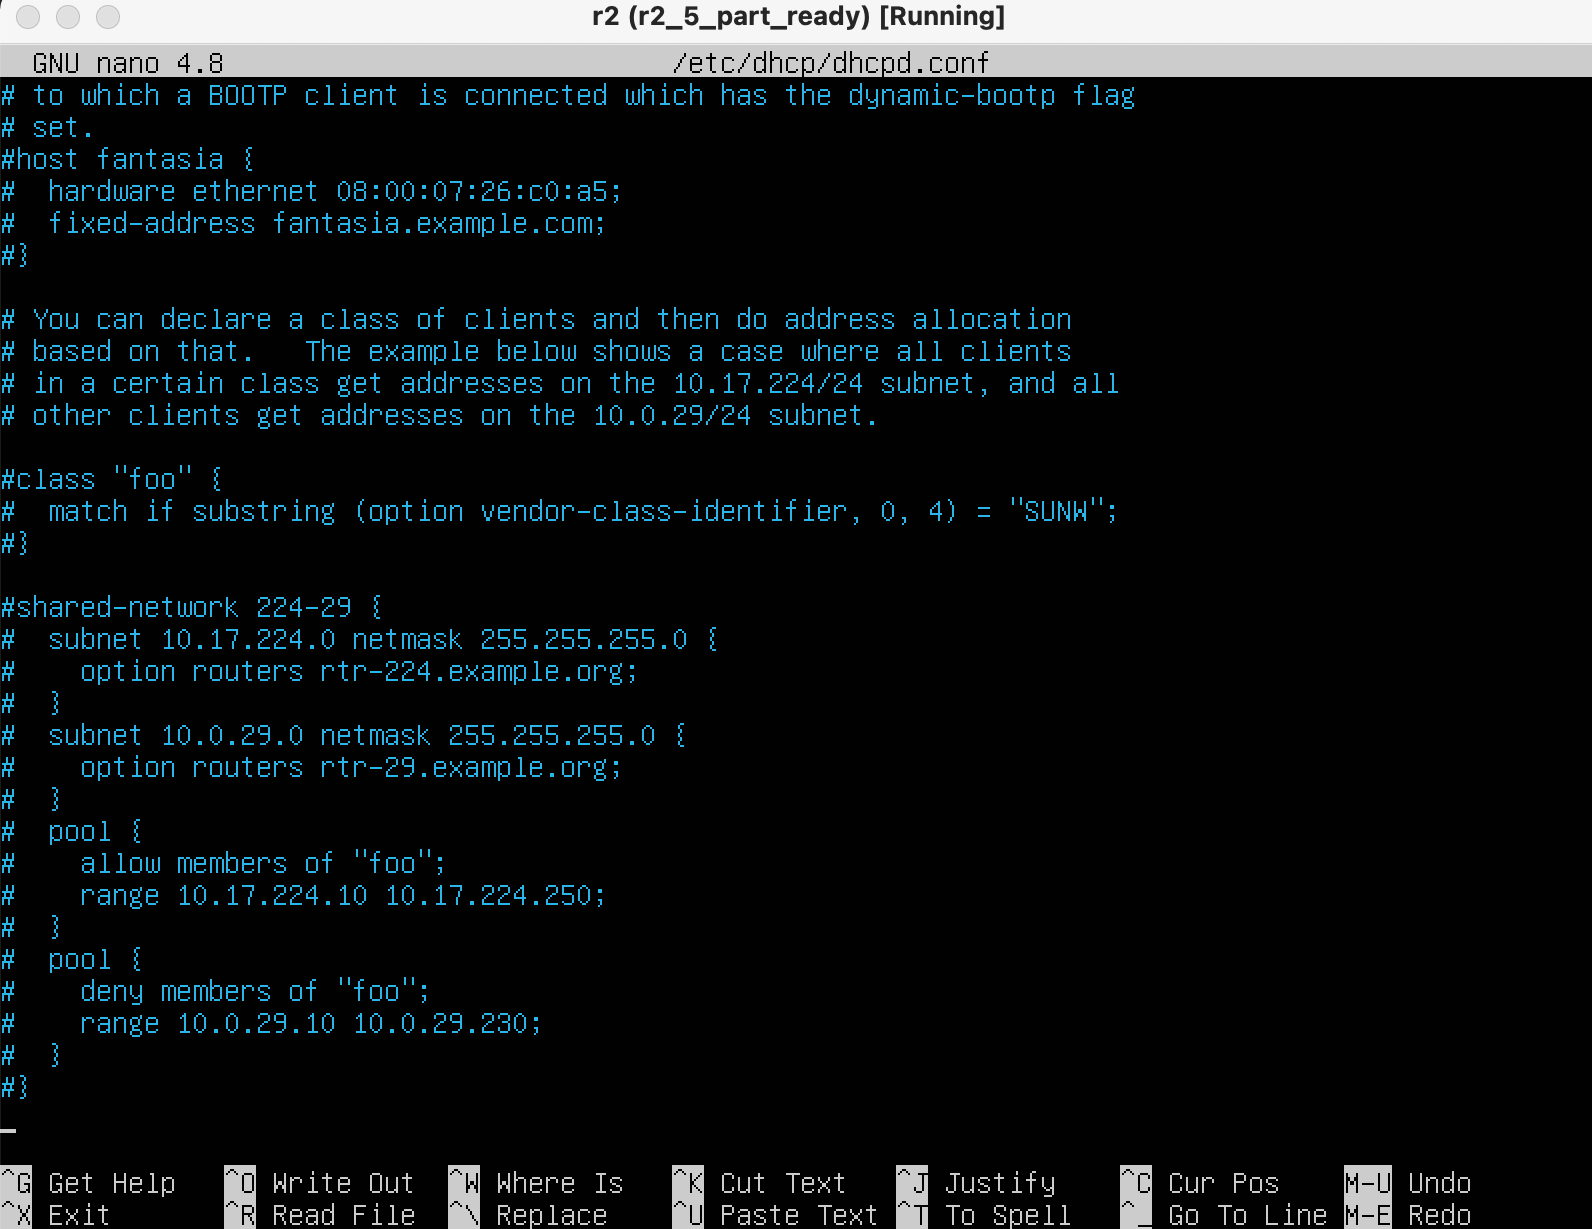 r2 (r2_5_part_ready) [Running]
GNU nano 4.8 /etc/dhcp/dhcpd.conf
# to which a BOOTP client is connected which has the dynamic-bootp flag
# set.
#host fantasia {
#  hardware ethernet 08:00:07:26:c0:a5;
#  fixed-address fantasia.example.com;
#}
# You can declare a class of clients and then do address allocation
# based on that.   The example below shows a case where all clients
# in a certain class get addresses on the 10.17.224/24 subnet, and all
# other clients get addresses on the 10.0.29/24 subnet.
#class "foo" {
#  match if substring (option vendor-class-identifier, 0, 4) = "SUNW";
#}
#shared-network 224-29 {
#  subnet 10.17.224.0 netmask 255.255.255.0 {
#    option routers rtr-224.example.org;
#  }
#  subnet 10.0.29.0 netmask 255.255.255.0 {
#    option routers rtr-29.example.org;
#  }
#  pool {
#    allow members of "foo";
#    range 10.17.224.10 10.17.224.250;
#  }
#  pool {
#    deny members of "foo";
#    range 10.0.29.10 10.0.29.230;
#  }
#}
^G Get Help ^O Write Out ^W Where Is ^K Cut Text ^J Justify ^C Cur Pos M-U Undo
^X Exit ^R Read File ^\ Replace ^U Paste Text ^T To Spell ^_ Go To Line M-E Redo